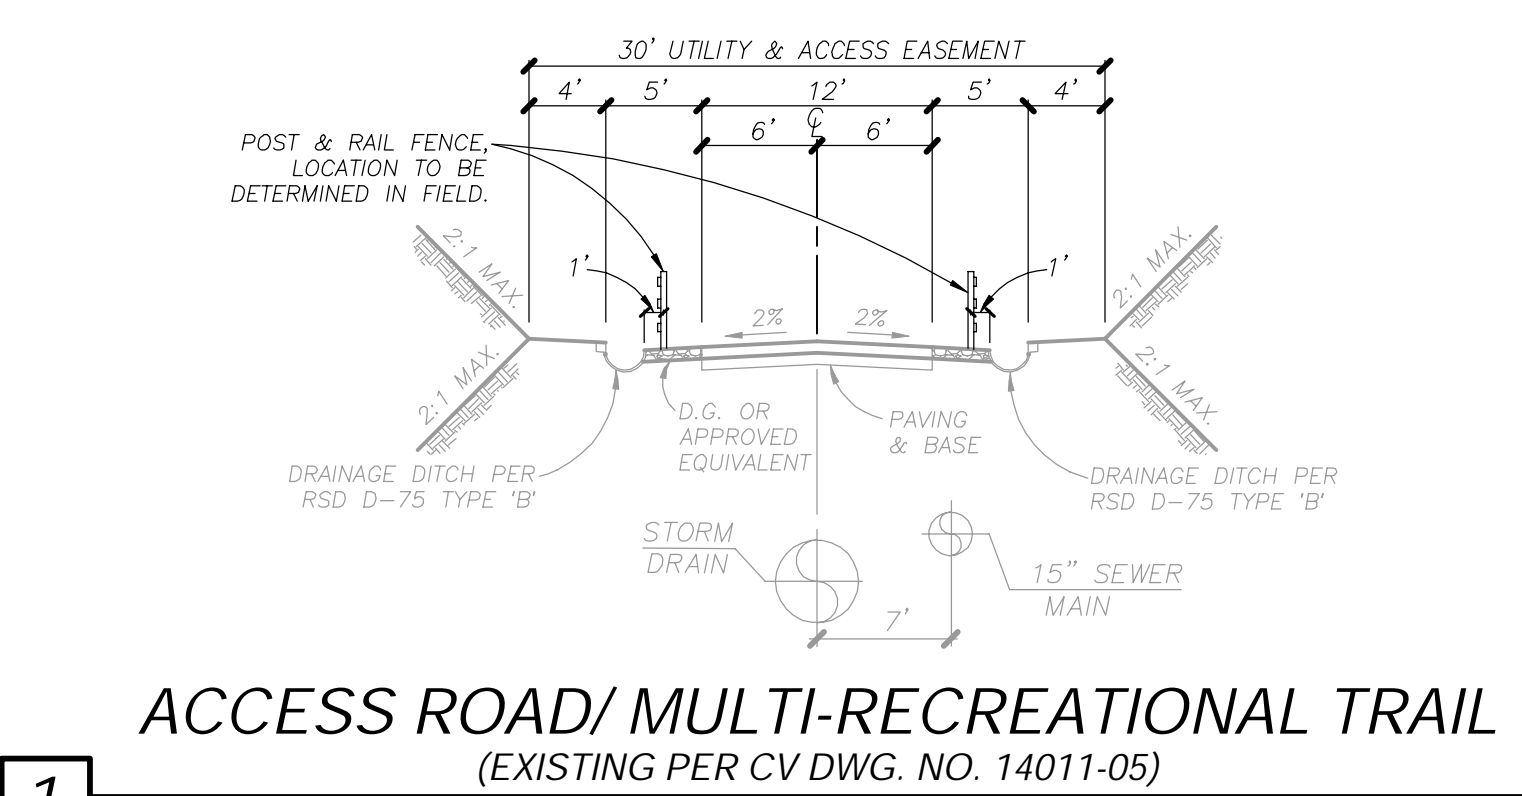 30' UTILITY & ACCESS EASEMENT
4' 5' 12' 5' 4'
6' ℄ 6'
POST & RAIL FENCE,
LOCATION TO BE
DETERMINED IN FIELD.
2:1 MAX.
1'
1'
2:1 MAX.
2%
2%
2:1 MAX.
2:1 MAX.
D.G. OR
APPROVED
EQUIVALENT
PAVING
& BASE
DRAINAGE DITCH PER
RSD D-75 TYPE 'B'
DRAINAGE DITCH PER
RSD D-75 TYPE 'B'
STORM
DRAIN
15" SEWER
MAIN
7'
ACCESS ROAD/ MULTI-RECREATIONAL TRAIL
(EXISTING PER CV DWG. NO. 14011-05)
1